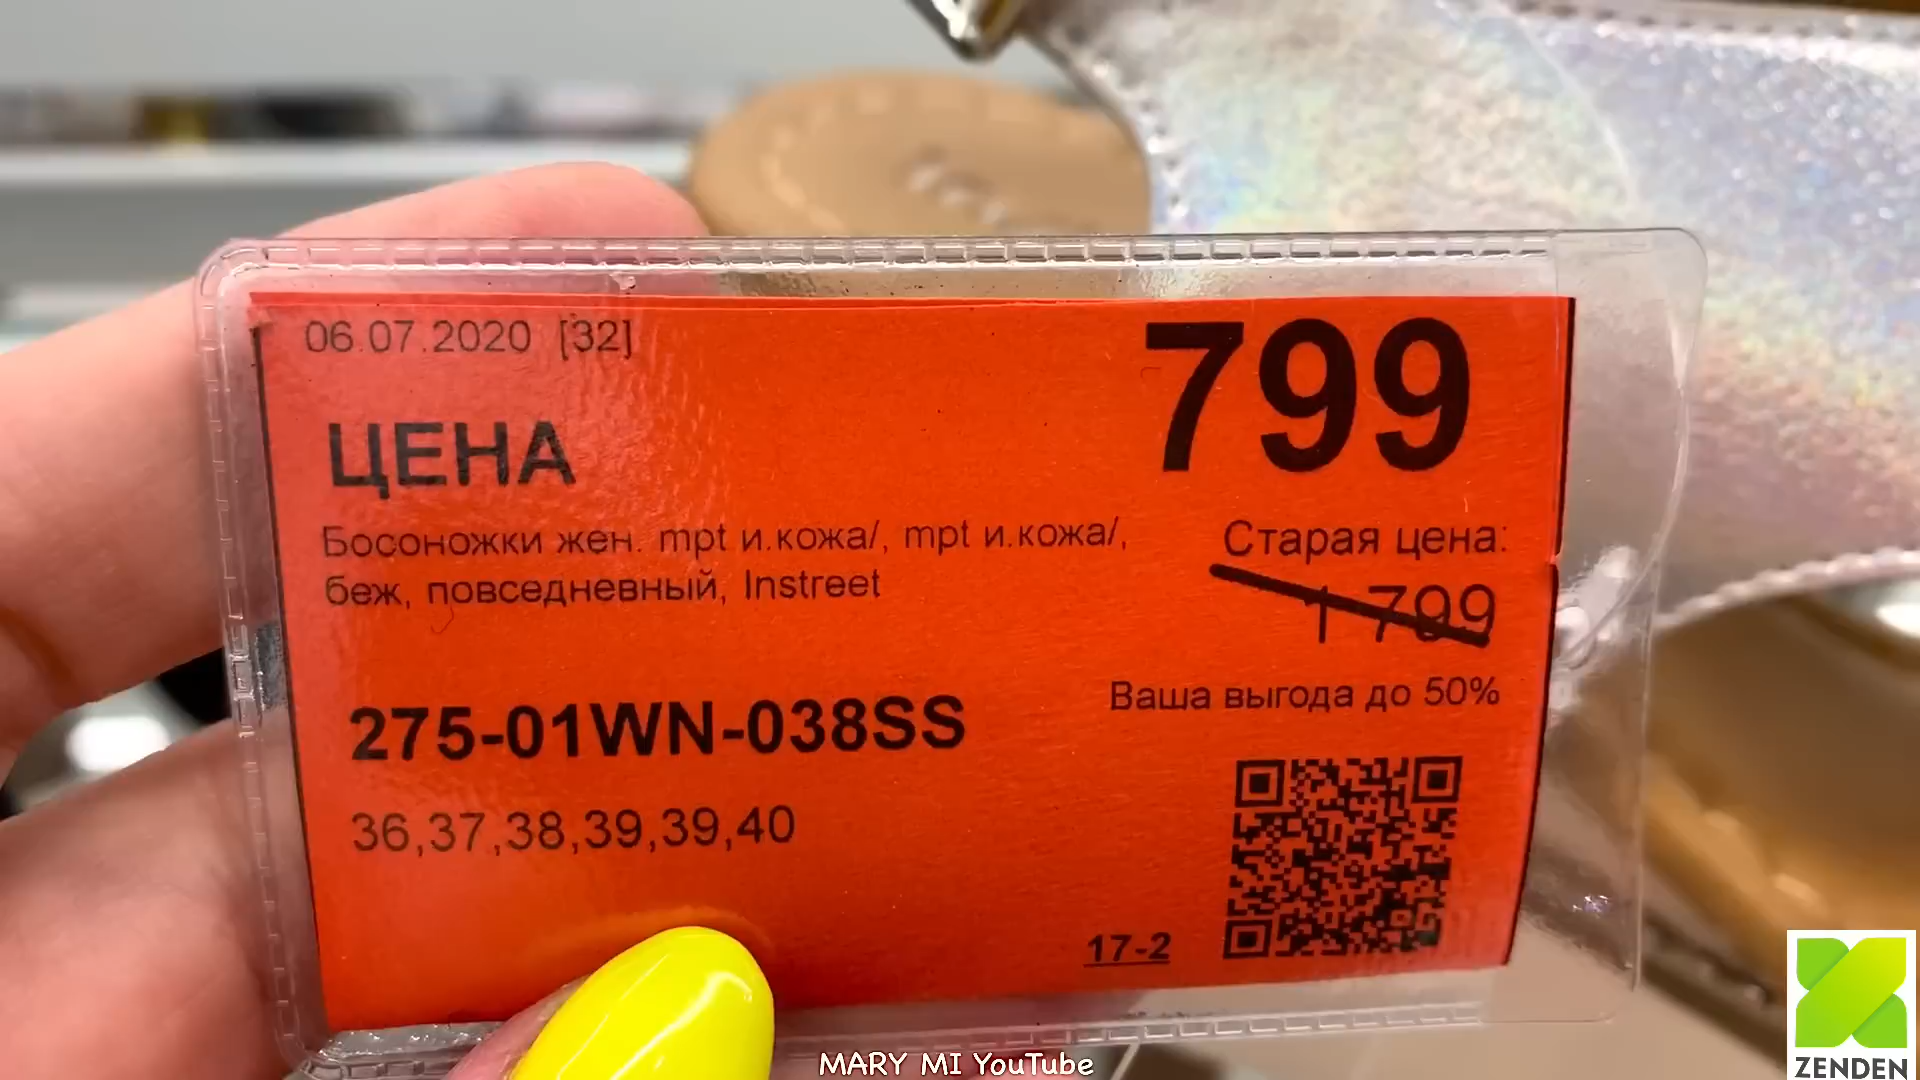 06.07.2020 [32]
799
ЦЕНА
Босоножки жен. mpt и.кожа/, mpt и.кожа/,
беж, повседневный, Instreet
Старая цена:
1 799
Ваша выгода до 50%
275-01WN-038SS
36,37,38,39,39,40
17-2
MARY MI YouTube
ZENDEN